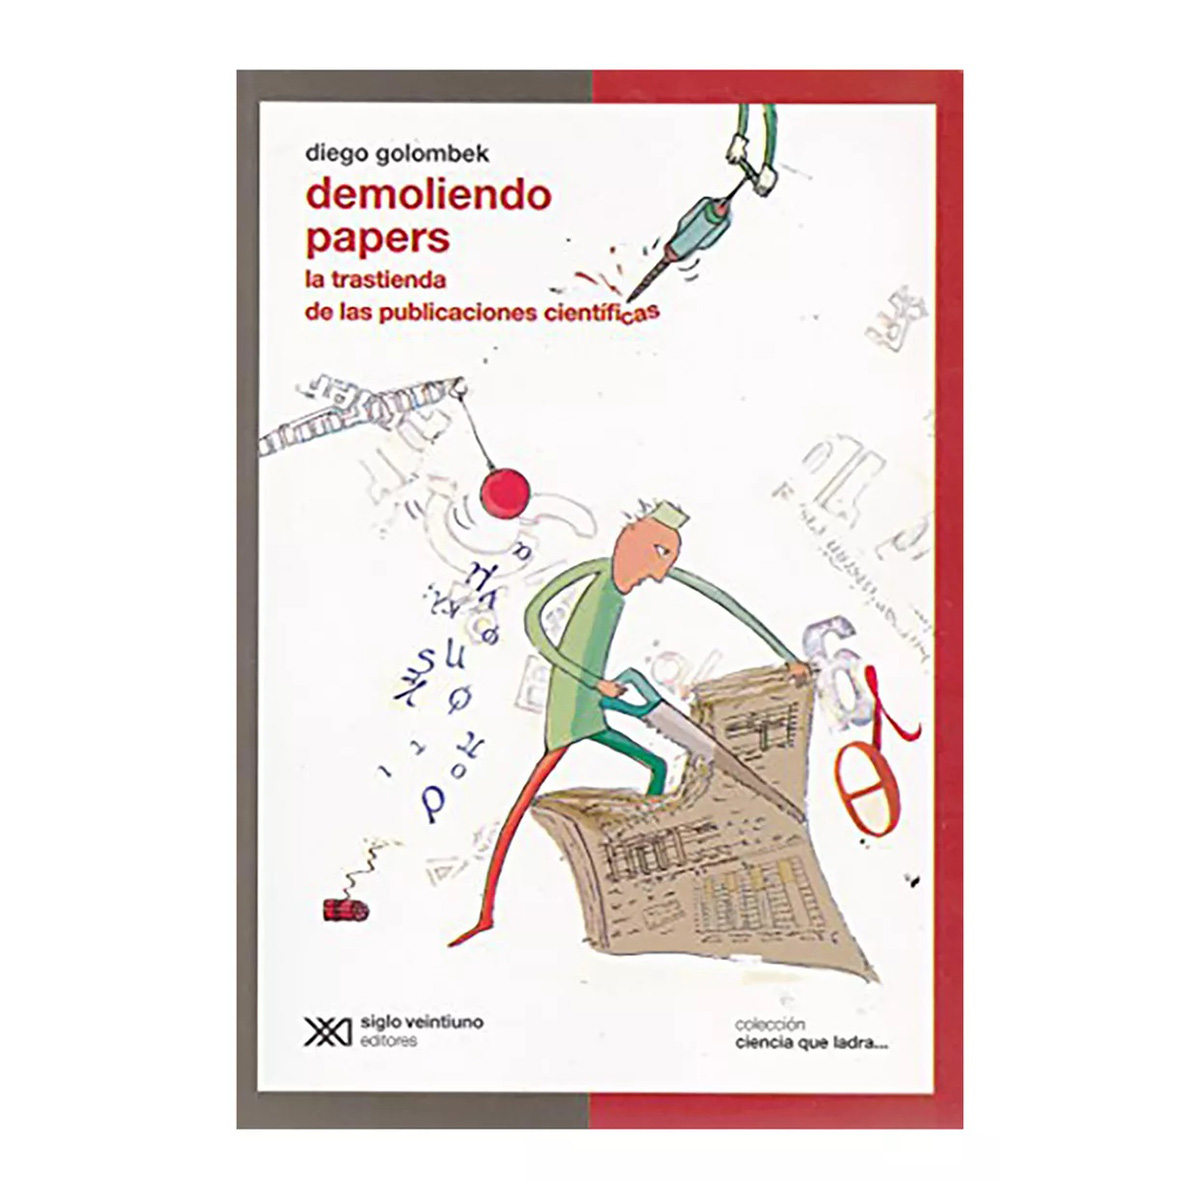 diego golombek
demoliendo
papers
la trastienda
de las publicaciones científicas
siglo veintiuno
editores
colección
ciencia que ladra...